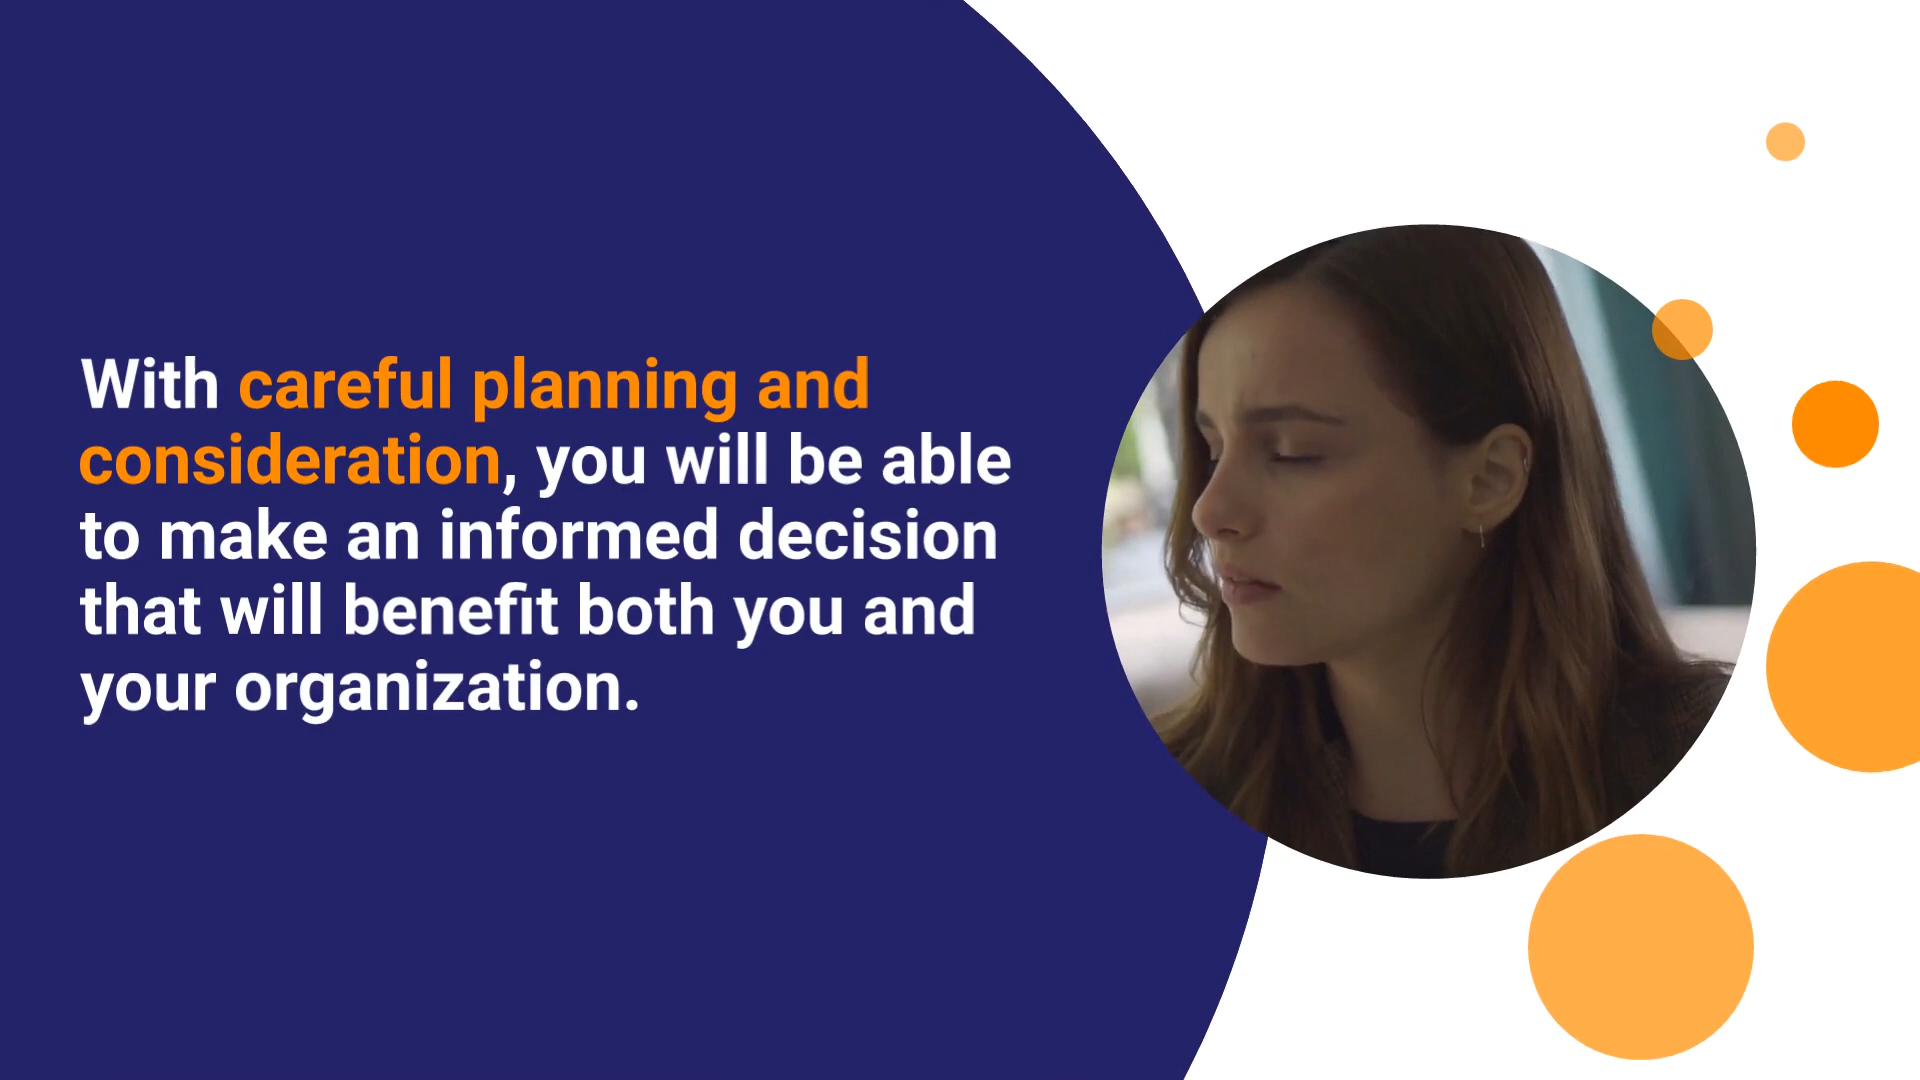 With careful planning and
consideration, you will be able
to make an informed decision
that will benefit both you and
your organization.